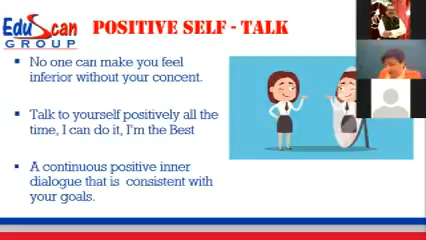 EduScan
GROUP
POSITIVE SELF - TALK
No one can make you feel
inferior without your concent.
Talk to yourself positively all the
time, I can do it, I'm the Best
A continuous positive inner
dialogue that is consistent with
your goals.